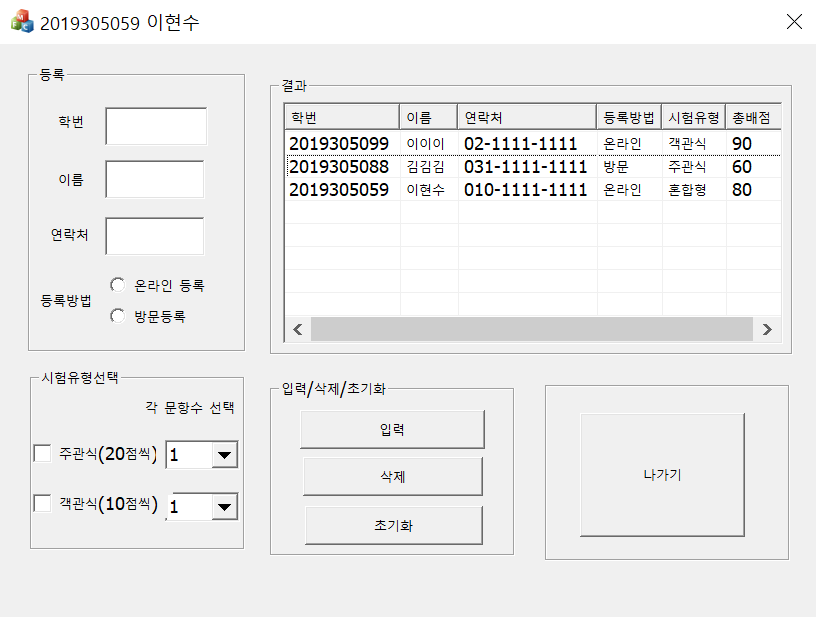 2019305059 이현수
등록
학번
이름
연락처
등록방법
온라인 등록
방문등록
결과
학번 이름 연락처 등록방법 시험유형 총배점
2019305099 이이이 02-1111-1111 온라인 객관식 90
2019305088 김김김 031-1111-1111 방문 주관식 60
2019305059 이현수 010-1111-1111 온라인 혼합형 80
시험유형선택
각 문항수 선택
주관식(20점씩) 1
객관식(10점씩) 1
입력/삭제/초기화
입력
삭제
초기화
나가기